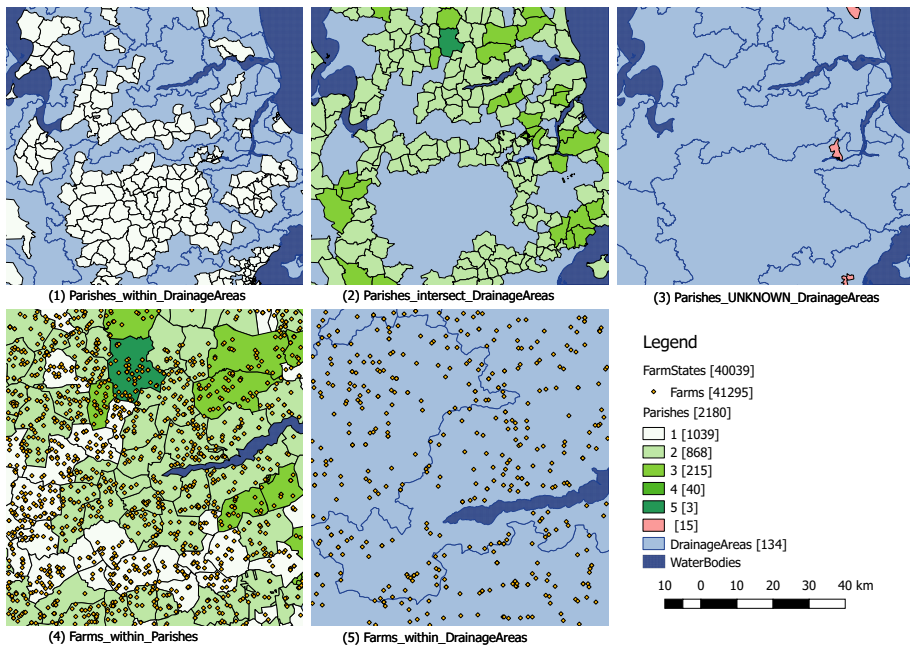 (1) Parishes_within_DrainageAreas
(2) Parishes_intersect_DrainageAreas
(3) Parishes_UNKNOWN_DrainageAreas
(4) Farms_within_Parishes
(5) Farms_within_DrainageAreas
Legend
FarmStates [40039]
Farms [41295]
Parishes [2180]
1 [1039]
2 [868]
3 [215]
4 [40]
5 [3]
[15]
DrainageAreas [134]
WaterBodies
10 0 10 20 30 40 km